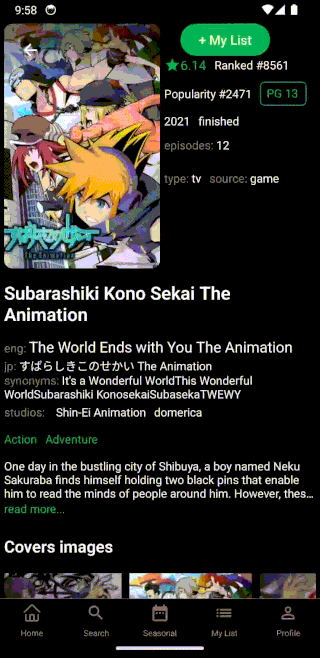 9:58
+ My List
6.14 Ranked #8561
Popularity #2471 PG 13
2021 finished
episodes: 12
type: tv source: game
The Animation
Subarashiki Kono Sekai The
Animation
eng: The World Ends with You The Animation
jp: すばらしきこのせかい The Animation
synonyms: It's a Wonderful WorldThis Wonderful
WorldSubarashiki KonosekaiSubasekaTWEWY
studios: Shin-Ei Animation domerica
Action Adventure
One day in the bustling city of Shibuya, a boy named Neku
Sakuraba finds himself holding two black pins that enable
him to read the minds of people around him. However, thes...
read more...
Covers images
Home Search Seasonal My List Profile